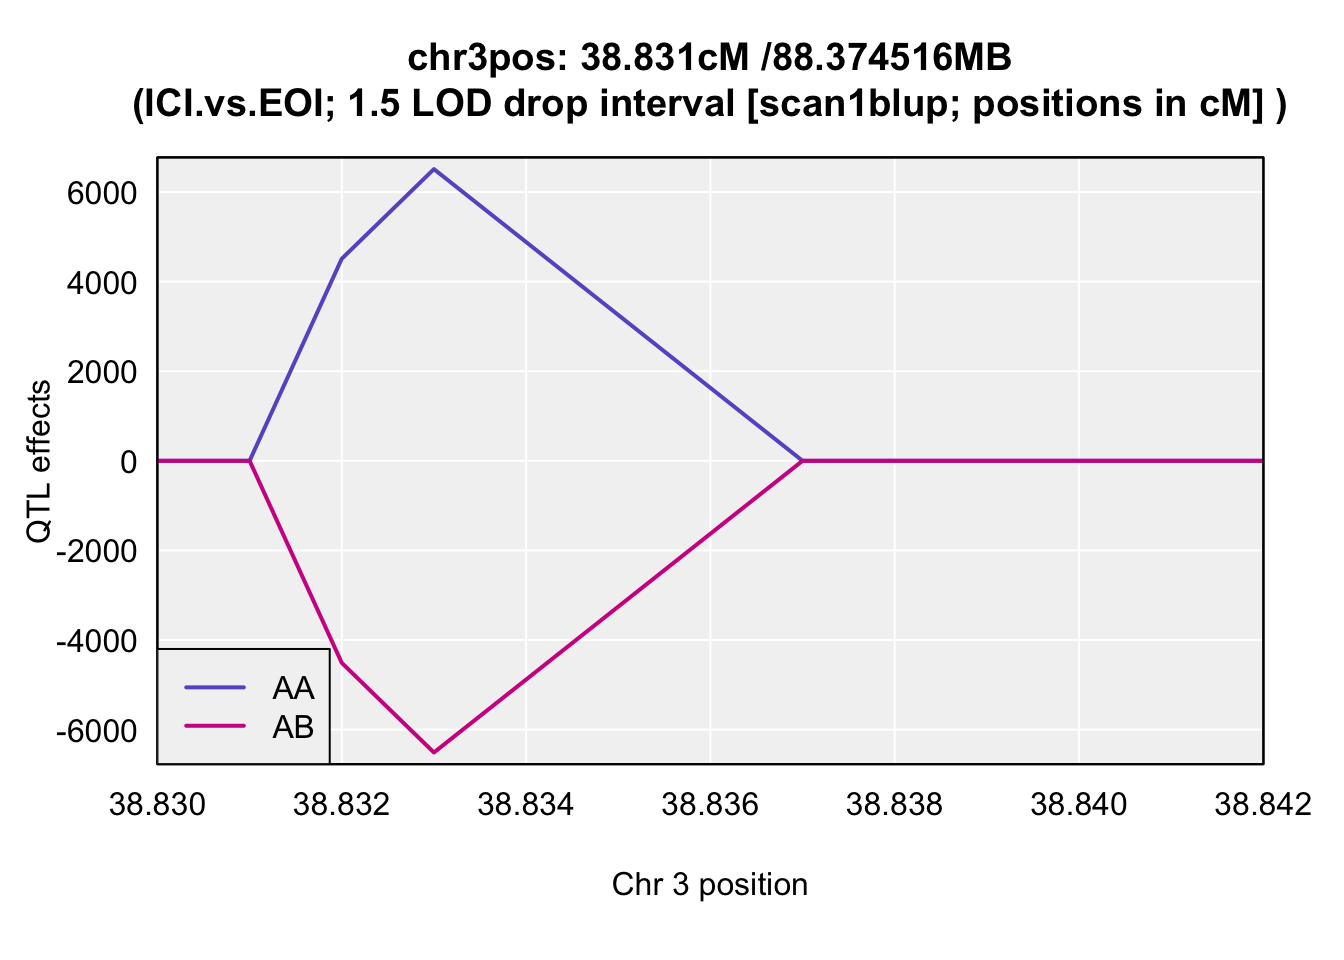 chr3pos: 38.831cM /88.374516MB
(ICI.vs.EOI; 1.5 LOD drop interval [scan1blup; positions in cM] )
QTL effects
6000
4000
2000
0
-2000
-4000
-6000
AA
AB
38.830 38.832 38.834 38.836 38.838 38.840 38.842
Chr 3 position